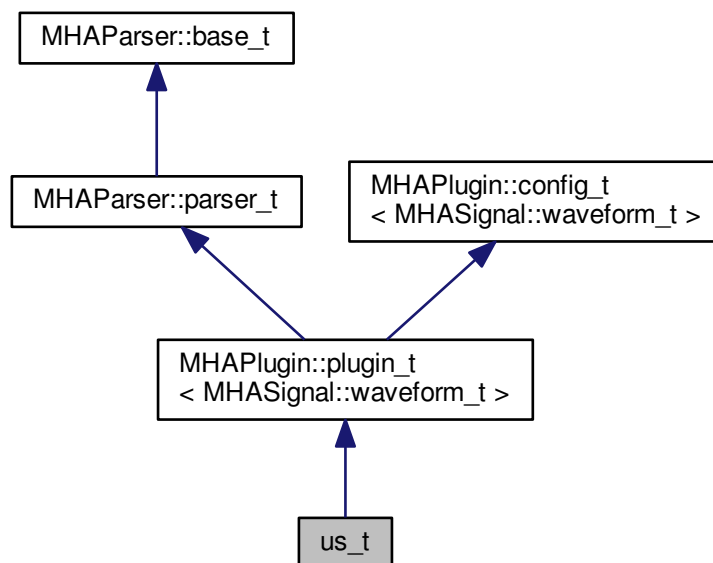 MHAParser::base_t
MHAParser::parser_t
MHAPlugin::config_t
< MHASignal::waveform_t >
MHAPlugin::plugin_t
< MHASignal::waveform_t >
us_t